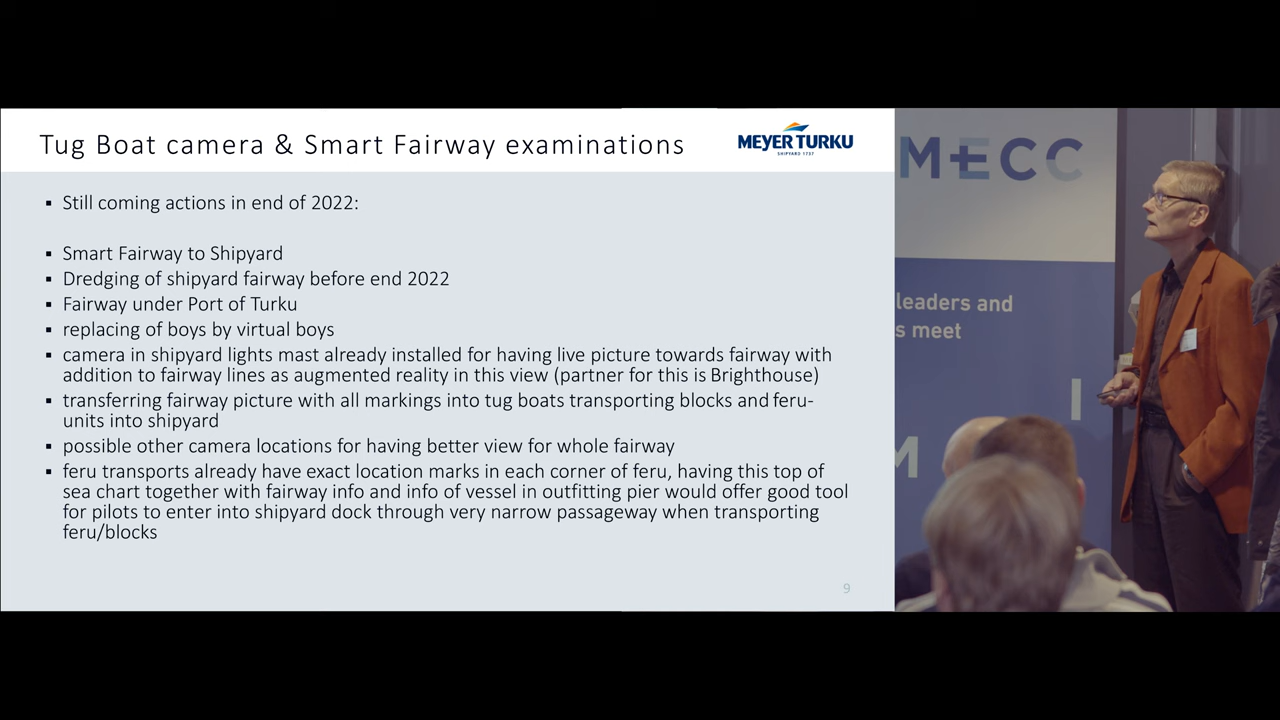 Tug Boat camera & Smart Fairway examinations
MEYER TURKU
SHIPYARD 1737
▪ Still coming actions in end of 2022:
▪ Smart Fairway to Shipyard
▪ Dredging of shipyard fairway before end 2022
▪ Fairway under Port of Turku
▪ replacing of boys by virtual boys
▪ camera in shipyard lights mast already installed for having live picture towards fairway with
addition to fairway lines as augmented reality in this view (partner for this is Brighthouse)
▪ transferring fairway picture with all markings into tug boats transporting blocks and feru-
units into shipyard
▪ possible other camera locations for having better view for whole fairway
▪ feru transports already have exact location marks in each corner of feru, having this top of
sea chart together with fairway info and info of vessel in outfitting pier would offer good tool
for pilots to enter into shipyard dock through very narrow passageway when transporting
feru/blocks
9
MECC
leaders and
s meet
I
M